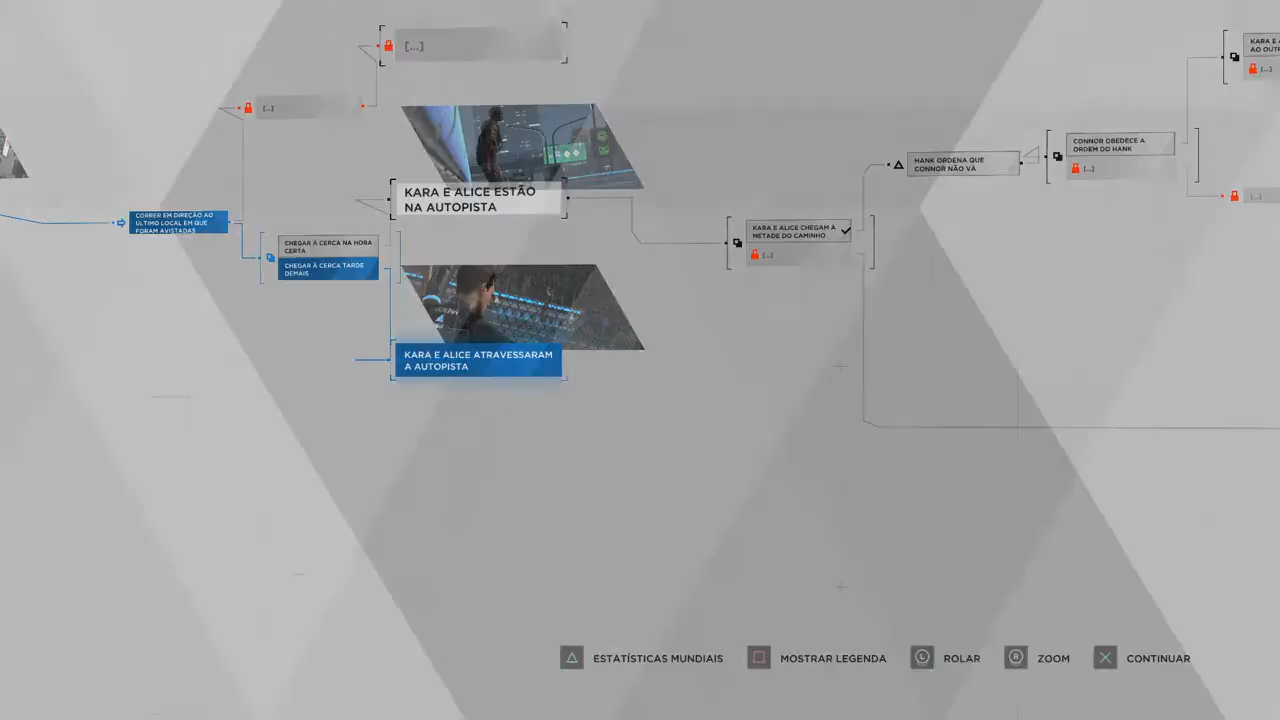 [...]
[...]
KARA E ALICE ESTÃO
NA AUTOPISTA
CORRER EM DIREÇÃO AO
ÚLTIMO LOCAL EM QUE
FORAM AVISTADAS
CHEGAR À CERCA NA HORA
CERTA
CHEGAR À CERCA TARDE
DEMAIS
KARA E ALICE ATRAVESSARAM
A AUTOPISTA
KARA E ALICE CHEGAM À
METADE DO CAMINHO
[...]
HANK ORDENA QUE
CONNOR NÃO VÁ
CONNOR OBEDECE A
ORDEM DO HANK
[...]
KARA E
[...]
[...]
ESTATÍSTICAS MUNDIAIS
MOSTRAR LEGENDA
L
ROLAR
R
ZOOM
CONTINUAR